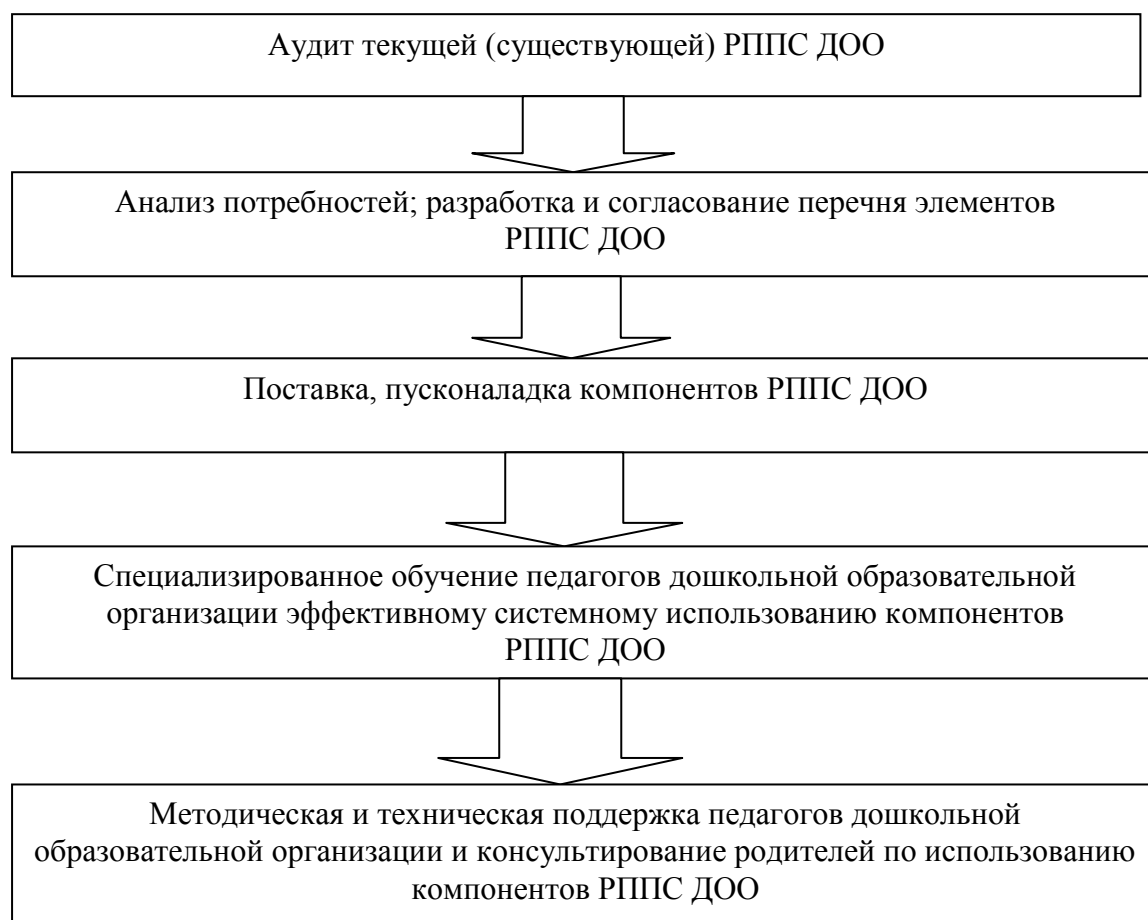 Аудит текущей (существующей) РППС ДОО
Анализ потребностей; разработка и согласование перечня элементов
РППС ДОО
Поставка, пусконаладка компонентов РППС ДОО
Специализированное обучение педагогов дошкольной образовательной
организации эффективному системному использованию компонентов
РППС ДОО
Методическая и техническая поддержка педагогов дошкольной
образовательной организации и консультирование родителей по использованию
компонентов РППС ДОО